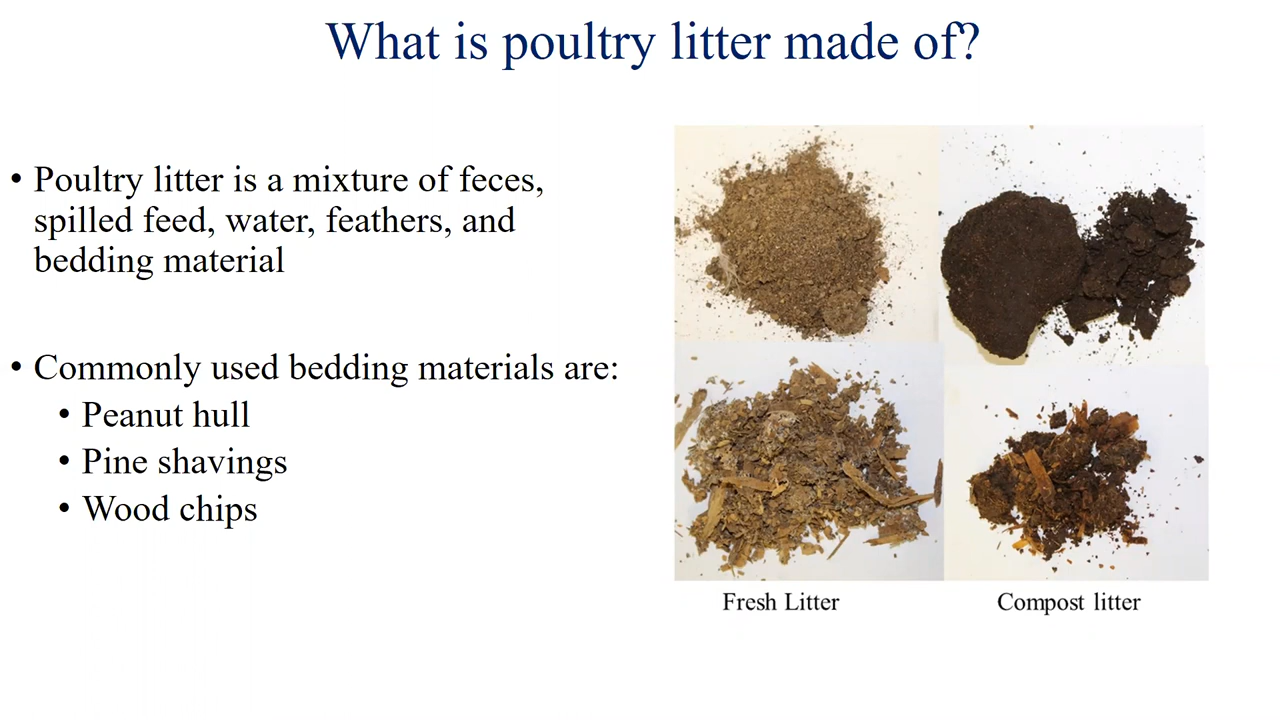 What is poultry litter made of?
• Poultry litter is a mixture of feces,
spilled feed, water, feathers, and
bedding material
• Commonly used bedding materials are:
• Peanut hull
• Pine shavings
• Wood chips
Fresh Litter
Compost litter